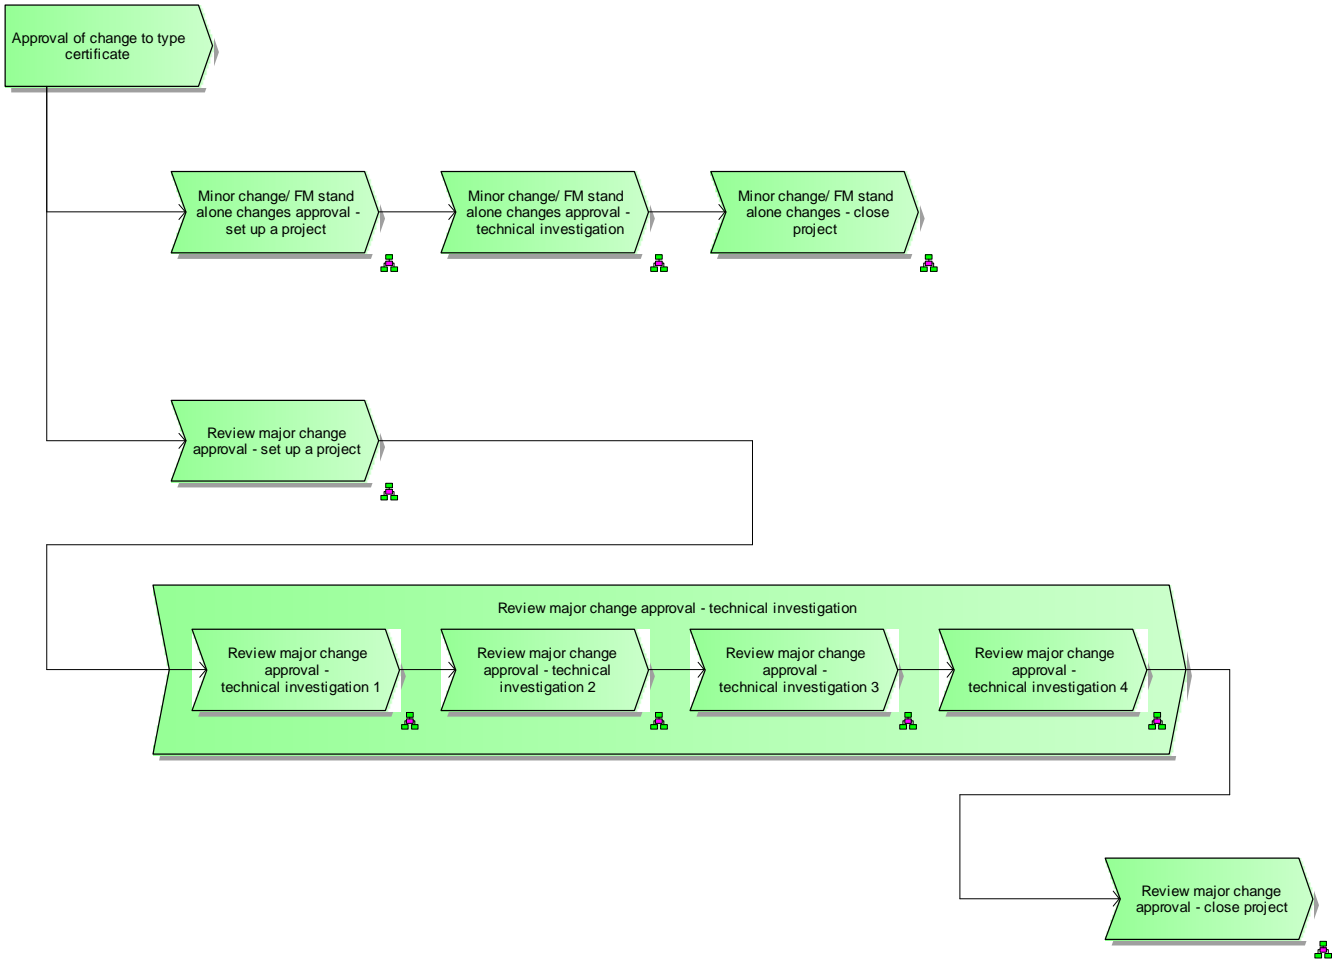 Approval of change to type
certificate
Minor change/ FM stand
alone changes approval -
set up a project
Minor change/ FM stand
alone changes approval -
technical investigation
Minor change/ FM stand
alone changes - close
project
Review major change
approval - set up a project
Review major change approval - technical investigation
Review major change
approval -
technical investigation 1
Review major change
approval - technical
investigation 2
Review major change
approval -
technical investigation 3
Review major change
approval -
technical investigation 4
Review major change
approval - close project